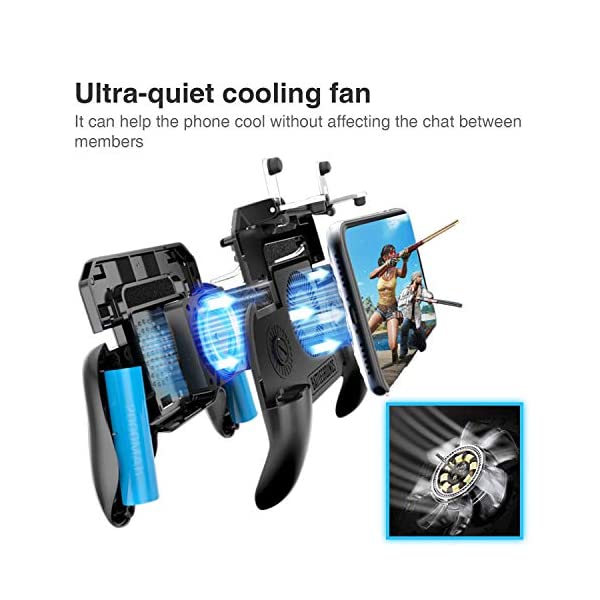 Ultra-quiet cooling fan
It can help the phone cool without affecting the chat between
members